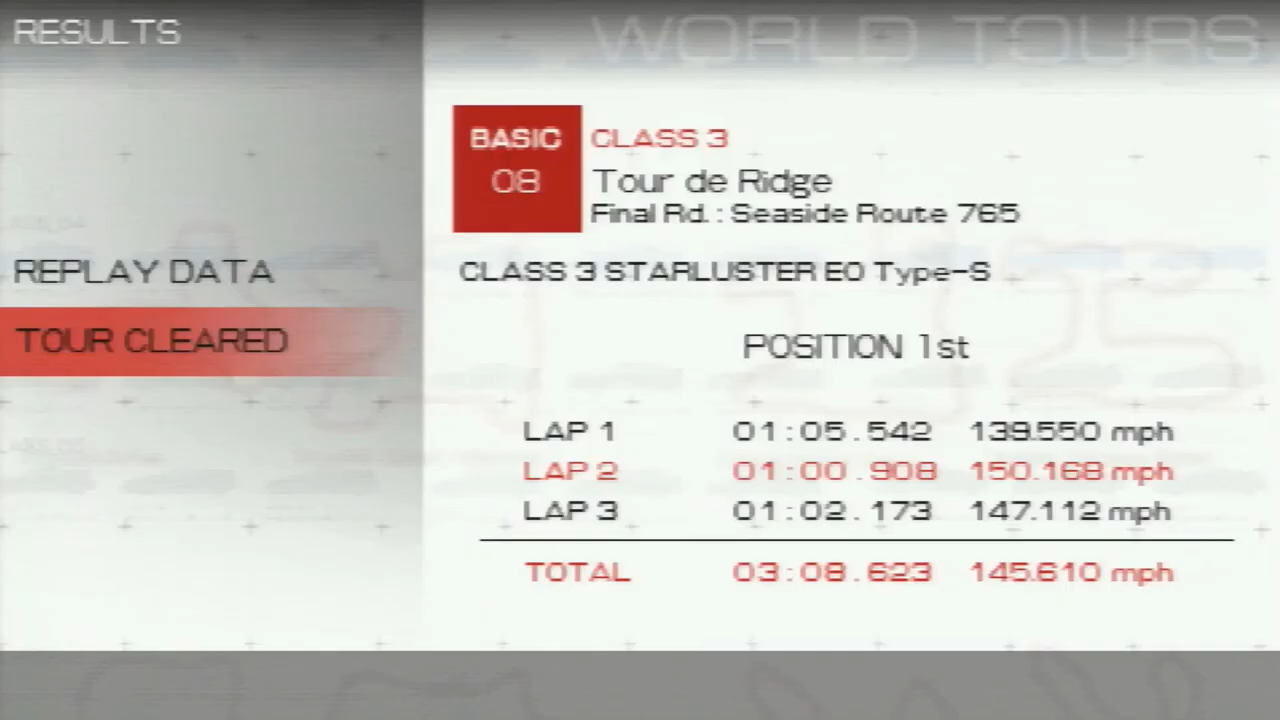 RESULTS
WORLD TOURS
BASIC
08
CLASS 3
Tour de Ridge
Final Rd. : Seaside Route 765
REPLAY DATA
TOUR CLEARED
CLASS 3 STARLUSTER EO Type-S
POSITION 1st
LAP 1 01:05.542 139.550 mph
LAP 2 01:00.908 150.168 mph
LAP 3 01:02.173 147.112 mph
TOTAL 03:08.623 145.610 mph